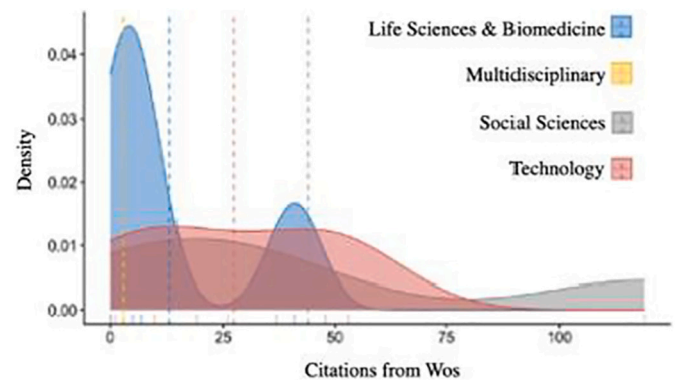 Life Sciences & Biomedicine
Multidisciplinary
Social Sciences
Technology
Density
0.04
0.03
0.02
0.01
0.00
0
25
50
75
100
Citations from Wos